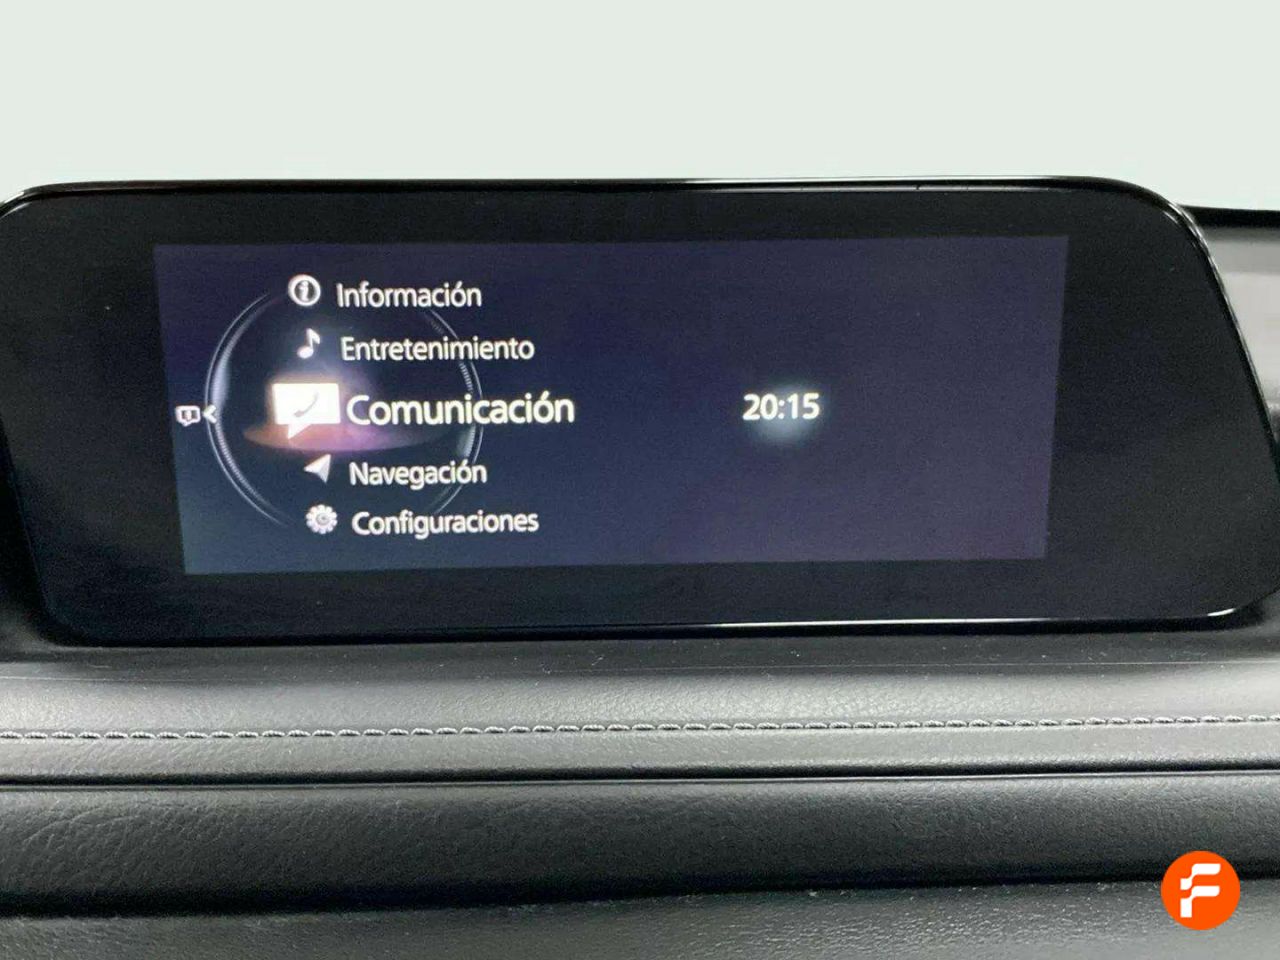 Información
Entretenimiento
Comunicación
20:15
Navegación
Configuraciones